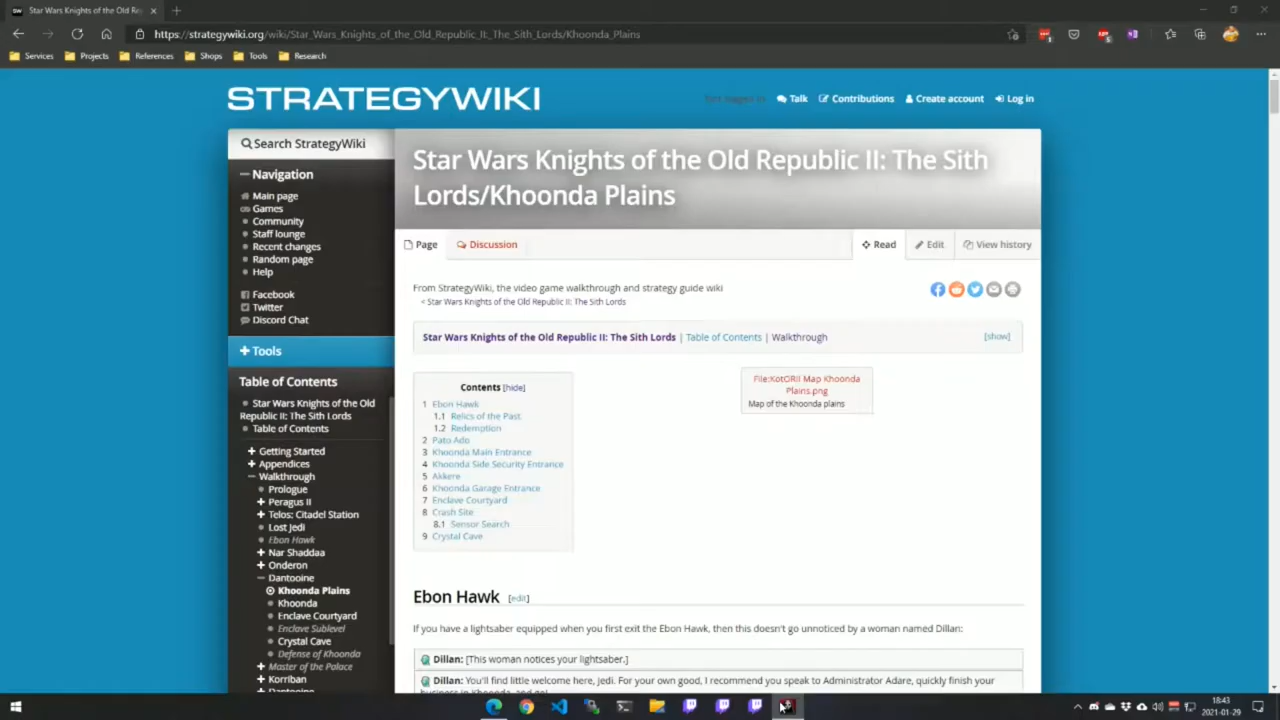 Star Wars Knights of the Old Re
https://strategywiki.org/wiki/Star_Wars_Knights_of_the_Old_Republic_II:_The_Sith_Lords/Khoonda_Plains
Services Projects References Shops Tools Research
STRATEGYWIKI
Not logged in Talk Contributions Create account Log in
Search StrategyWiki
Navigation
Main page
Games
Community
Staff lounge
Recent changes
Random page
Help
Facebook
Twitter
Discord Chat
Tools
Table of Contents
Star Wars Knights of the Old
Republic II: The Sith Lords
Table of Contents
Getting Started
Appendices
Walkthrough
Prologue
Peragus II
Telos: Citadel Station
Lost Jedi
Ebon Hawk
Nar Shaddaa
Onderon
Dantooine
Khoonda Plains
Khoonda
Enclave Courtyard
Enclave Sublevel
Crystal Cave
Defense of Khoonda
Master of the Palace
Korriban
Dantooine
Star Wars Knights of the Old Republic II: The Sith
Lords/Khoonda Plains
Page Discussion Read Edit View history
From StrategyWiki, the video game walkthrough and strategy guide wiki
< Star Wars Knights of the Old Republic II: The Sith Lords
Star Wars Knights of the Old Republic II: The Sith Lords | Table of Contents | Walkthrough [show]
Contents [hide]
1 Ebon Hawk
1.1 Relics of the Past
1.2 Redemption
2 Pato Ado
3 Khoonda Main Entrance
4 Khoonda Side Security Entrance
5 Akkere
6 Khoonda Garage Entrance
7 Enclave Courtyard
8 Crash Site
8.1 Sensor Search
9 Crystal Cave
File:KotORII Map Khoonda
Plains.png
Map of the Khoonda plains
Ebon Hawk [edit]
If you have a lightsaber equipped when you first exit the Ebon Hawk, then this doesn't go unnoticed by a woman named Dillan:
Dillan: [This woman notices your lightsaber.]
Dillan: You'll find little welcome here, Jedi. For your own good, I recommend you speak to Administrator Adare, quickly finish your
business in Khoonda, and go!
18:43
2021-01-29